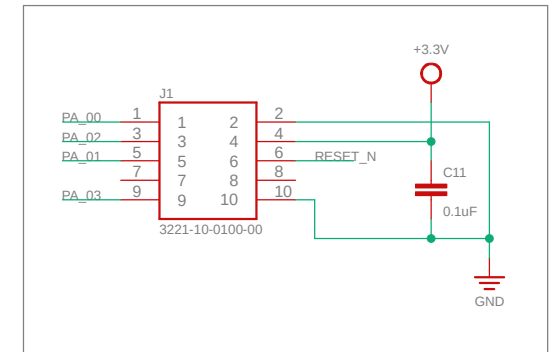 +3.3V
J1
PA_00 1 1 2 2
PA_02 3 3 4 4
PA_01 5 5 6 6 RESET_N
7 7 8 8
PA_03 9 9 10 10
3221-10-0100-00
C11
0.1uF
GND